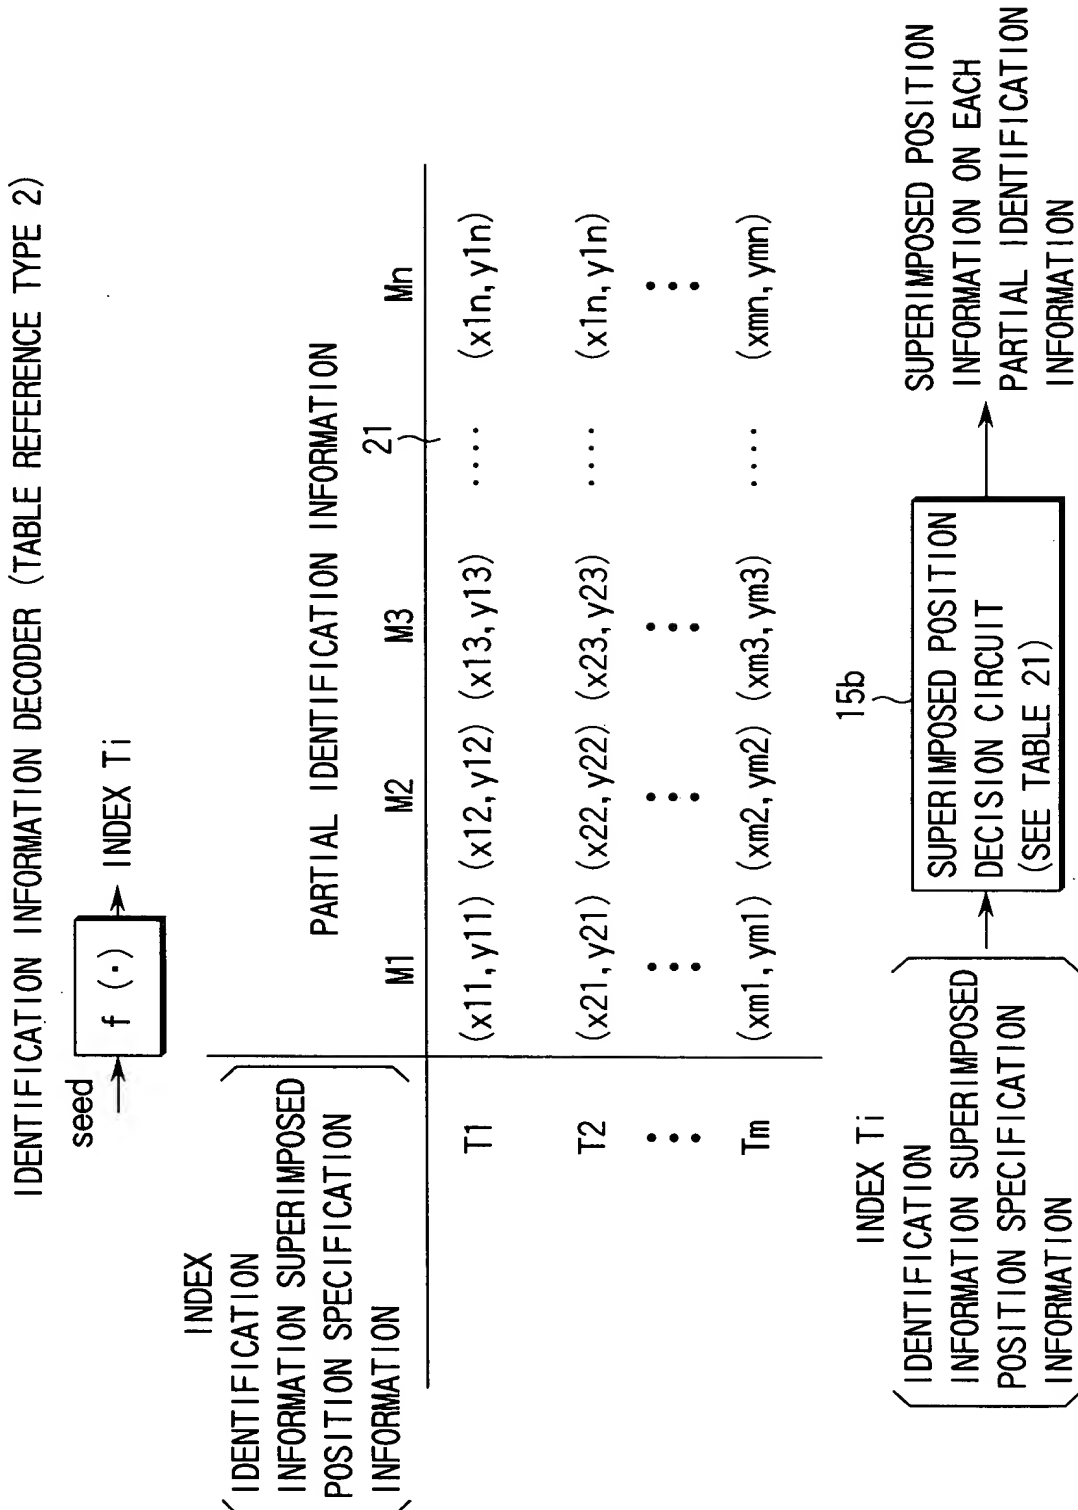 IDENTIFICATION INFORMATION DECODER (TABLE REFERENCE TYPE 2)
seed
f (·)
INDEX Ti
INDEX
IDENTIFICATION
INFORMATION SUPERIMPOSED
POSITION SPECIFICATION
INFORMATION
PARTIAL IDENTIFICATION INFORMATION
21
M1 M2 M3 Mn
T1 (x11, y11) (x12, y12) (x13, y13) .... (x1n, y1n)
T2 (x21, y21) (x22, y22) (x23, y23) .... (x1n, y1n)
Tm (xm1, ym1) (xm2, ym2) (xm3, ym3) .... (xmn, ymn)
INDEX Ti
IDENTIFICATION
INFORMATION SUPERIMPOSED
POSITION SPECIFICATION
INFORMATION
15b
SUPERIMPOSED POSITION
DECISION CIRCUIT
(SEE TABLE 21)
SUPERIMPOSED POSITION
INFORMATION ON EACH
PARTIAL IDENTIFICATION
INFORMATION